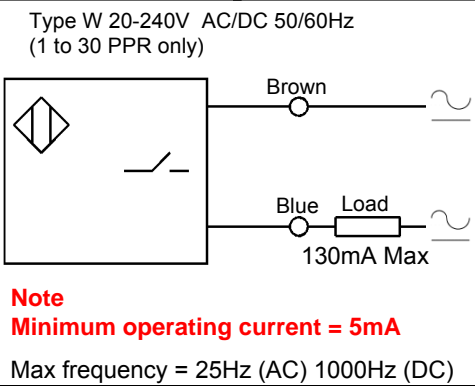 Type W 20-240V AC/DC 50/60Hz
(1 to 30 PPR only)
Brown
Blue
Load
130mA Max
Note
Minimum operating current = 5mA
Max frequency = 25Hz (AC) 1000Hz (DC)